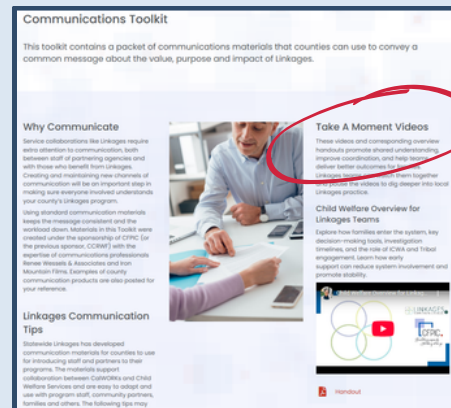 Communications Toolkit
This toolkit contains a packet of communications materials that counties can use to convey a
common message about the value, purpose and impact of Linkages.
Why Communicate
Service collaborations like Linkages require
extra attention to communication, both
between staff of partnering agencies and
with those who benefit from Linkages.
Creating and maintaining new channels of
communication will be an important step in
making sure everyone involved understands
your county's Linkages program.
Using standard communication materials
keeps the message consistent and the
workload down. Materials in this Toolkit were
created under the sponsorship of CFPIC (or
the previous sponsor, CCRWF) with the
expertise of communications professionals
Renee Wessels & Associates and Iron
Mountain Films. Examples of county
communication products are also posted for
your reference.
Linkages Communication
Tips
Statewide Linkages has developed
communication materials for counties to use
for introducing staff and partners to their
programs. The materials support
collaboration between CalWORKs and Child
Welfare Services and are easy to adapt and
use with program staff, community partners,
families and others. The following tips may
Take A Moment Videos
These videos and corresponding overview
handouts promote shared understanding,
improve coordination, and help teams
deliver better outcomes for
Linkages them together
pause the videos to dig deeper into local
Linkages practice.
Child Welfare Overview for
Linkages Teams
Explore how families enter the system, key
decision-making tools, investigation
timelines, and the role of ICWA and Tribal
engagement. Learn how early
support can reduce system involvement and
promote stability.
LINKAGES
CFPIC
Handout